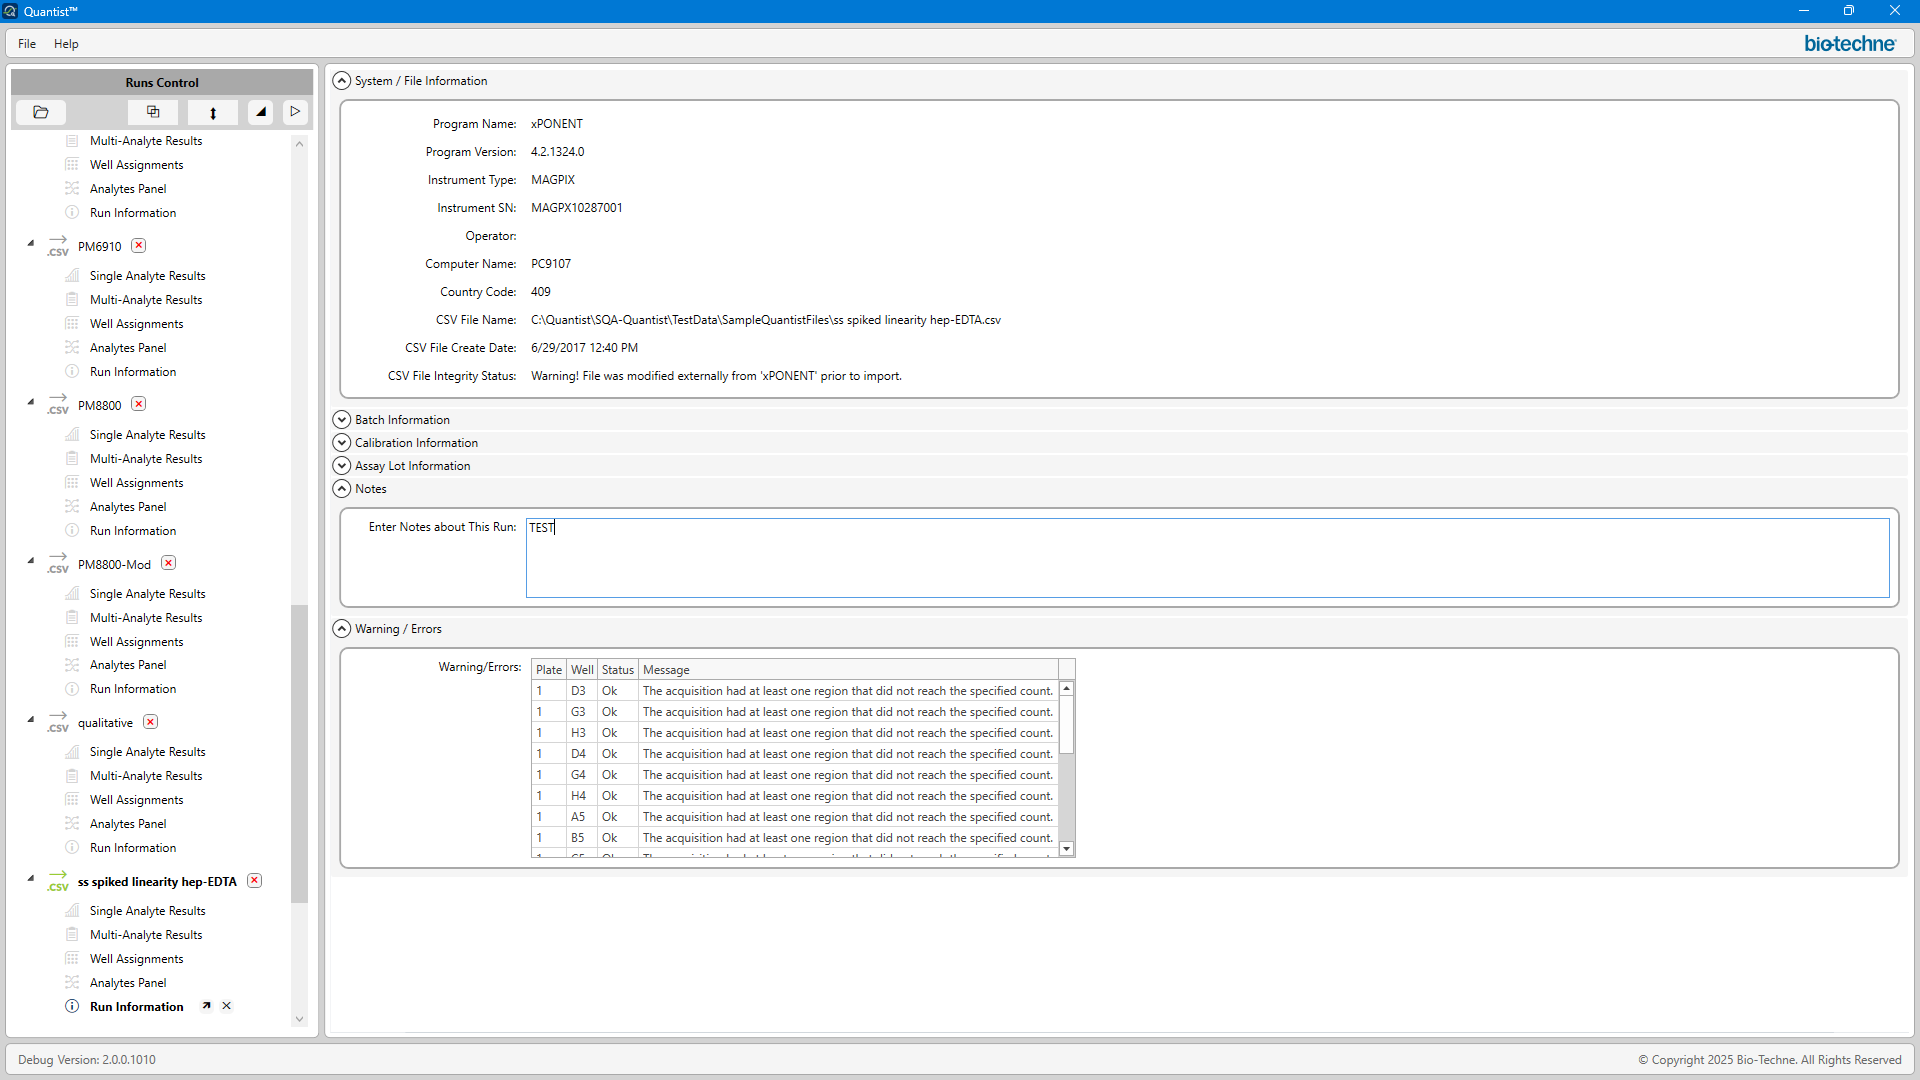 Quantist™
File Help
bio-techne
Runs Control
Multi-Analyte Results
Well Assignments
Analytes Panel
Run Information
.CSV PM6910
Single Analyte Results
Multi-Analyte Results
Well Assignments
Analytes Panel
Run Information
.CSV PM8800
Single Analyte Results
Multi-Analyte Results
Well Assignments
Analytes Panel
Run Information
.CSV PM8800-Mod
Single Analyte Results
Multi-Analyte Results
Well Assignments
Analytes Panel
Run Information
.CSV qualitative
Single Analyte Results
Multi-Analyte Results
Well Assignments
Analytes Panel
Run Information
.CSV ss spiked linearity hep-EDTA
Single Analyte Results
Multi-Analyte Results
Well Assignments
Analytes Panel
Run Information
System / File Information
Program Name: xPONENT
Program Version: 4.2.1324.0
Instrument Type: MAGPIX
Instrument SN: MAGPX10287001
Operator:
Computer Name: PC9107
Country Code: 409
CSV File Name: C:\Quantist\SQA-Quantist\TestData\SampleQuantistFiles\ss spiked linearity hep-EDTA.csv
CSV File Create Date: 6/29/2017 12:40 PM
CSV File Integrity Status: Warning! File was modified externally from 'xPONENT' prior to import.
Batch Information
Calibration Information
Assay Lot Information
Notes
Enter Notes about This Run: TEST
Warning / Errors
Warning/Errors:
Plate Well Status Message
1 D3 Ok The acquisition had at least one region that did not reach the specified count.
1 G3 Ok The acquisition had at least one region that did not reach the specified count.
1 H3 Ok The acquisition had at least one region that did not reach the specified count.
1 D4 Ok The acquisition had at least one region that did not reach the specified count.
1 G4 Ok The acquisition had at least one region that did not reach the specified count.
1 H4 Ok The acquisition had at least one region that did not reach the specified count.
1 A5 Ok The acquisition had at least one region that did not reach the specified count.
1 B5 Ok The acquisition had at least one region that did not reach the specified count.
Debug Version: 2.0.0.1010
© Copyright 2025 Bio-Techne. All Rights Reserved